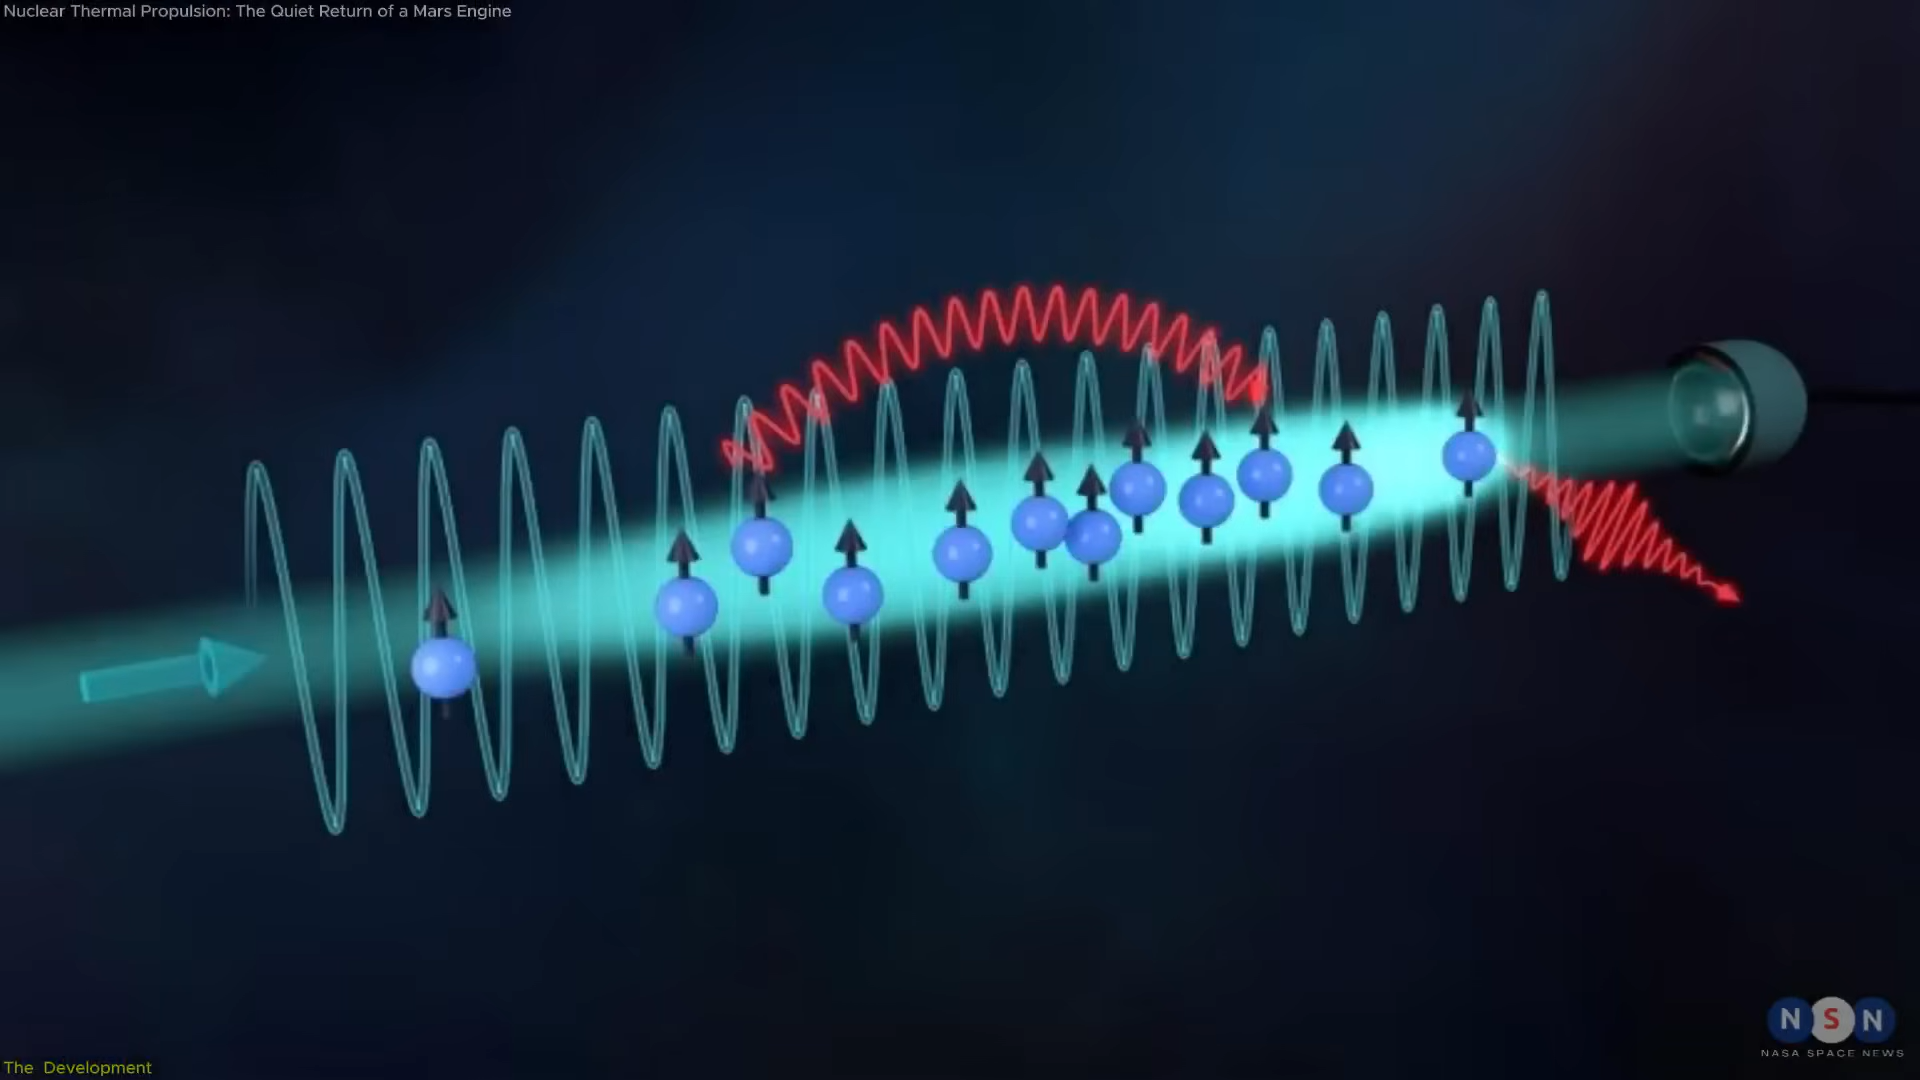 Nuclear Thermal Propulsion: The Quiet Return of a Mars Engine
The Development
NSN
NASA SPACE NEWS